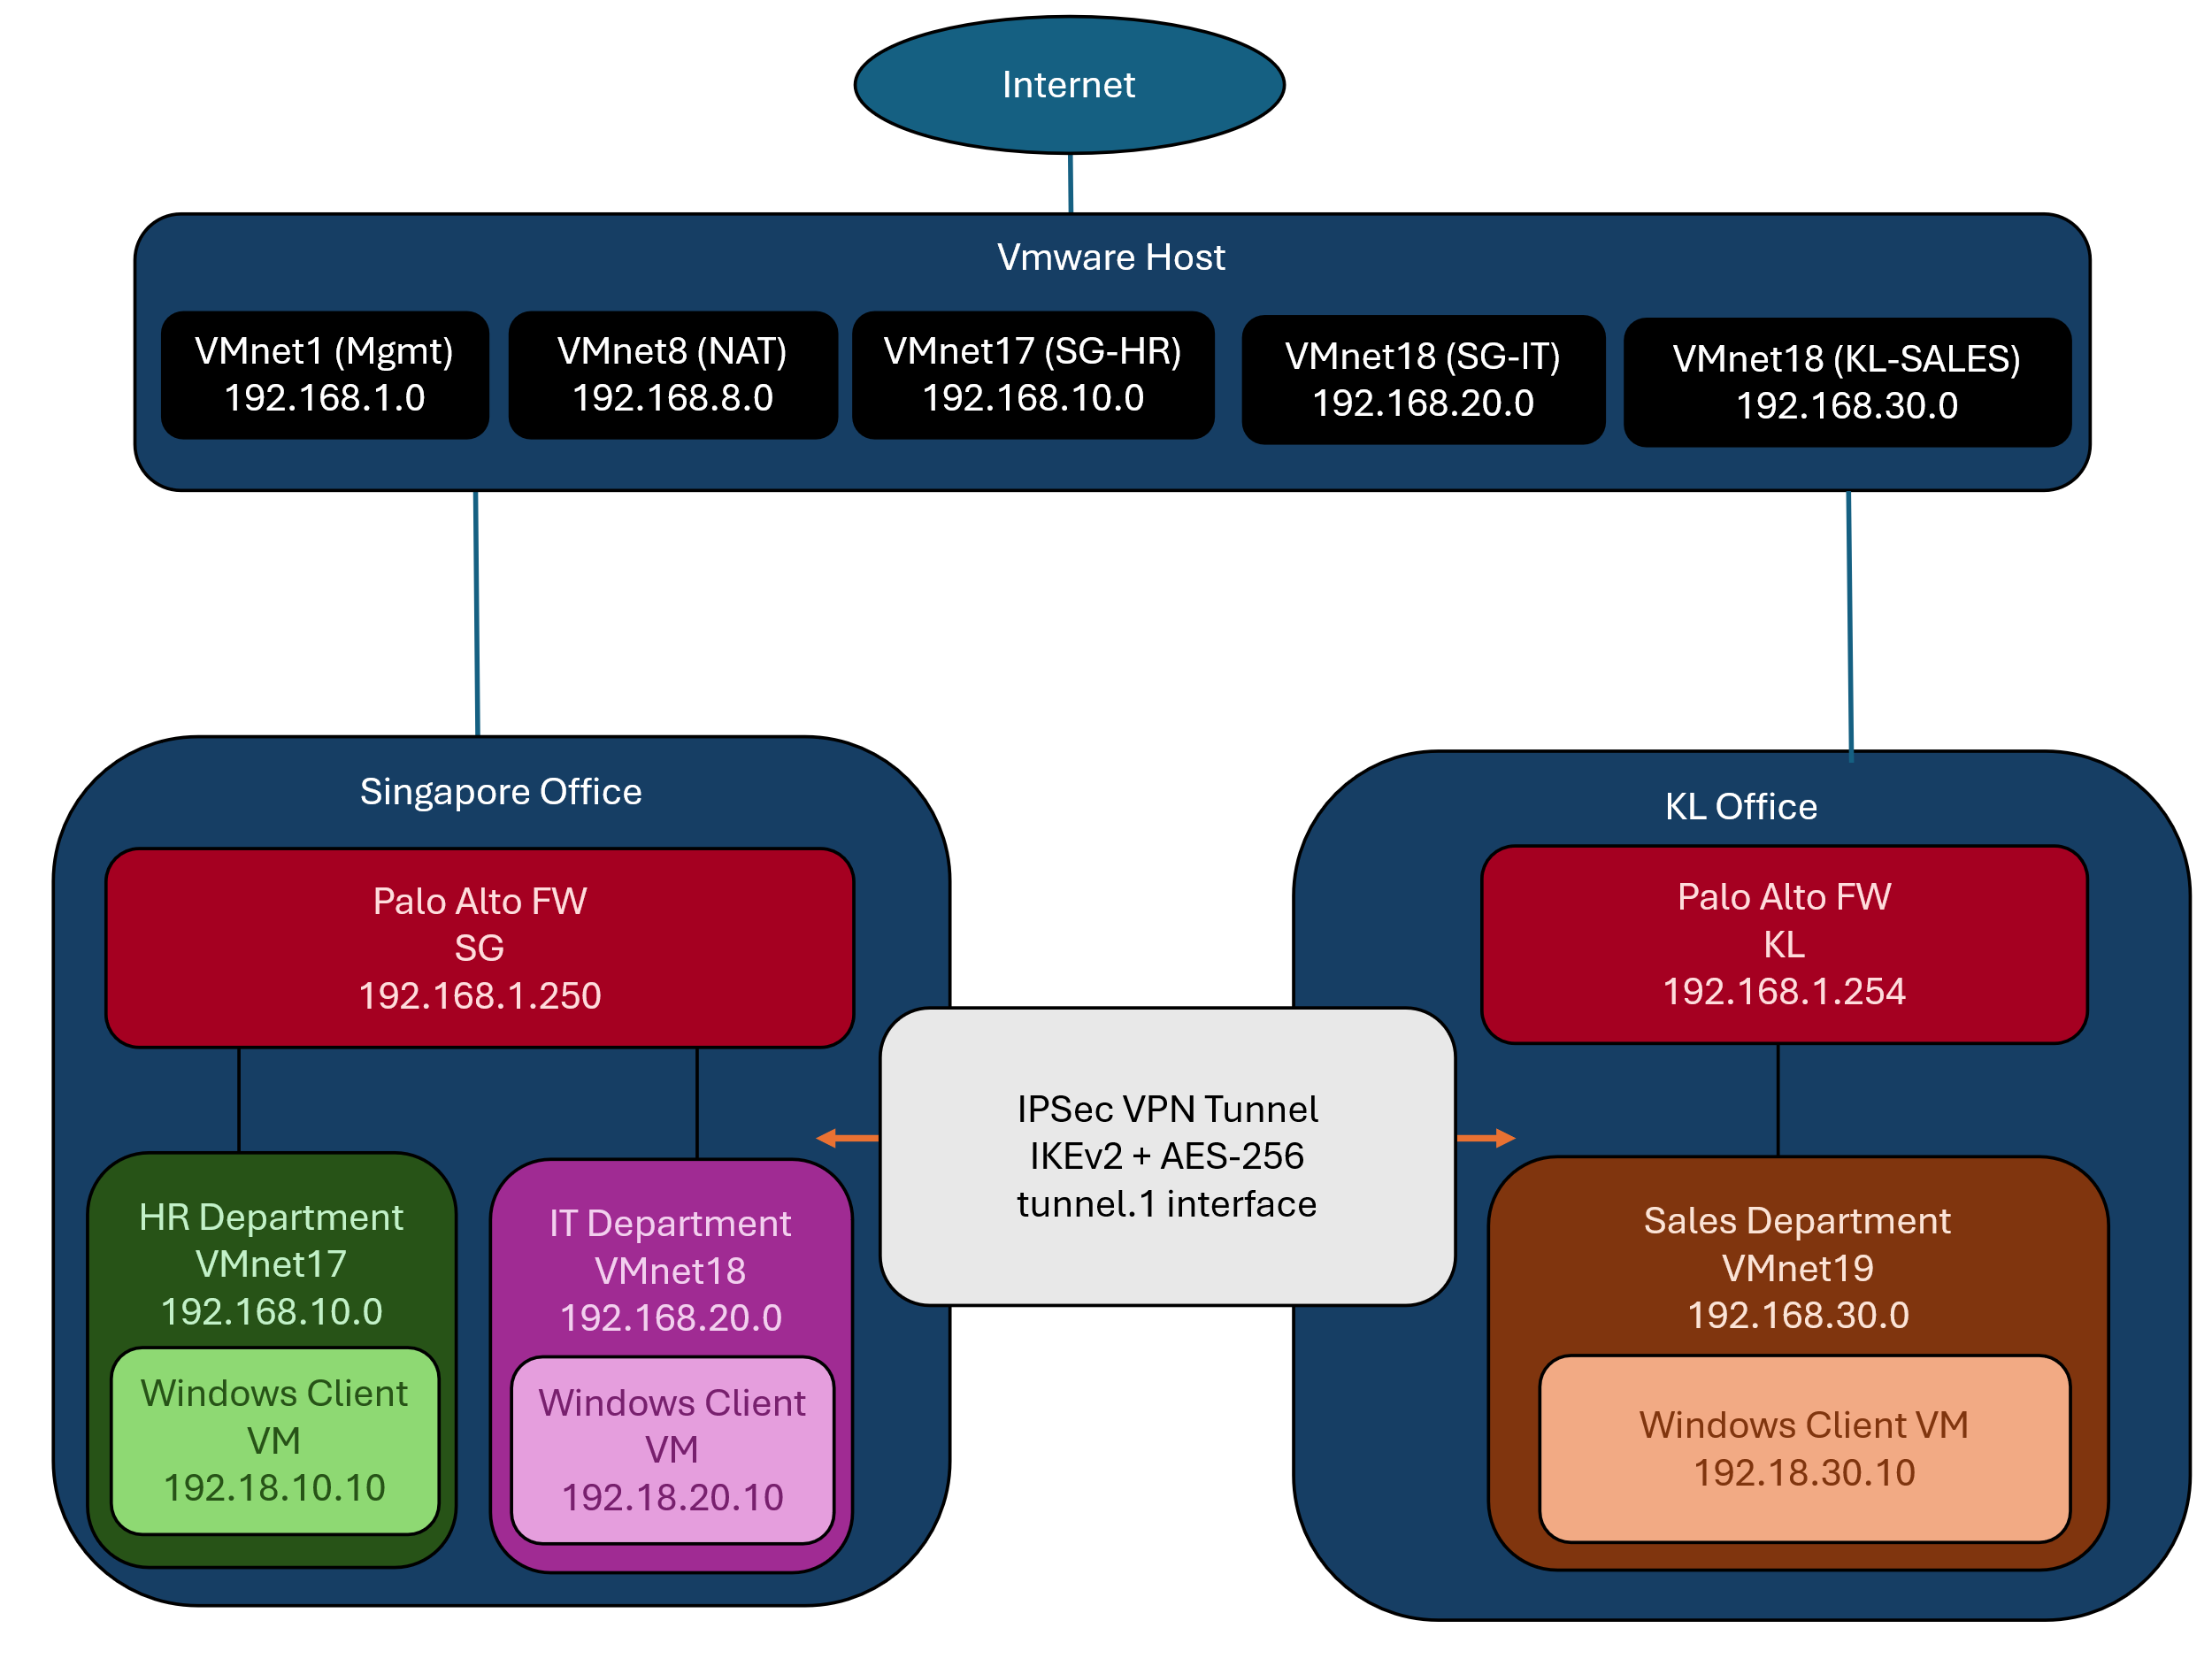 Internet
Vmware Host
VMnet1 (Mgmt)
192.168.1.0
VMnet8 (NAT)
192.168.8.0
VMnet17 (SG-HR)
192.168.10.0
VMnet18 (SG-IT)
192.168.20.0
VMnet18 (KL-SALES)
192.168.30.0
Singapore Office
Palo Alto FW
SG
192.168.1.250
HR Department
VMnet17
192.168.10.0
Windows Client
VM
192.18.10.10
IT Department
VMnet18
192.168.20.0
Windows Client
VM
192.18.20.10
IPSec VPN Tunnel
IKEv2 + AES-256
tunnel.1 interface
KL Office
Palo Alto FW
KL
192.168.1.254
Sales Department
VMnet19
192.168.30.0
Windows Client VM
192.18.30.10